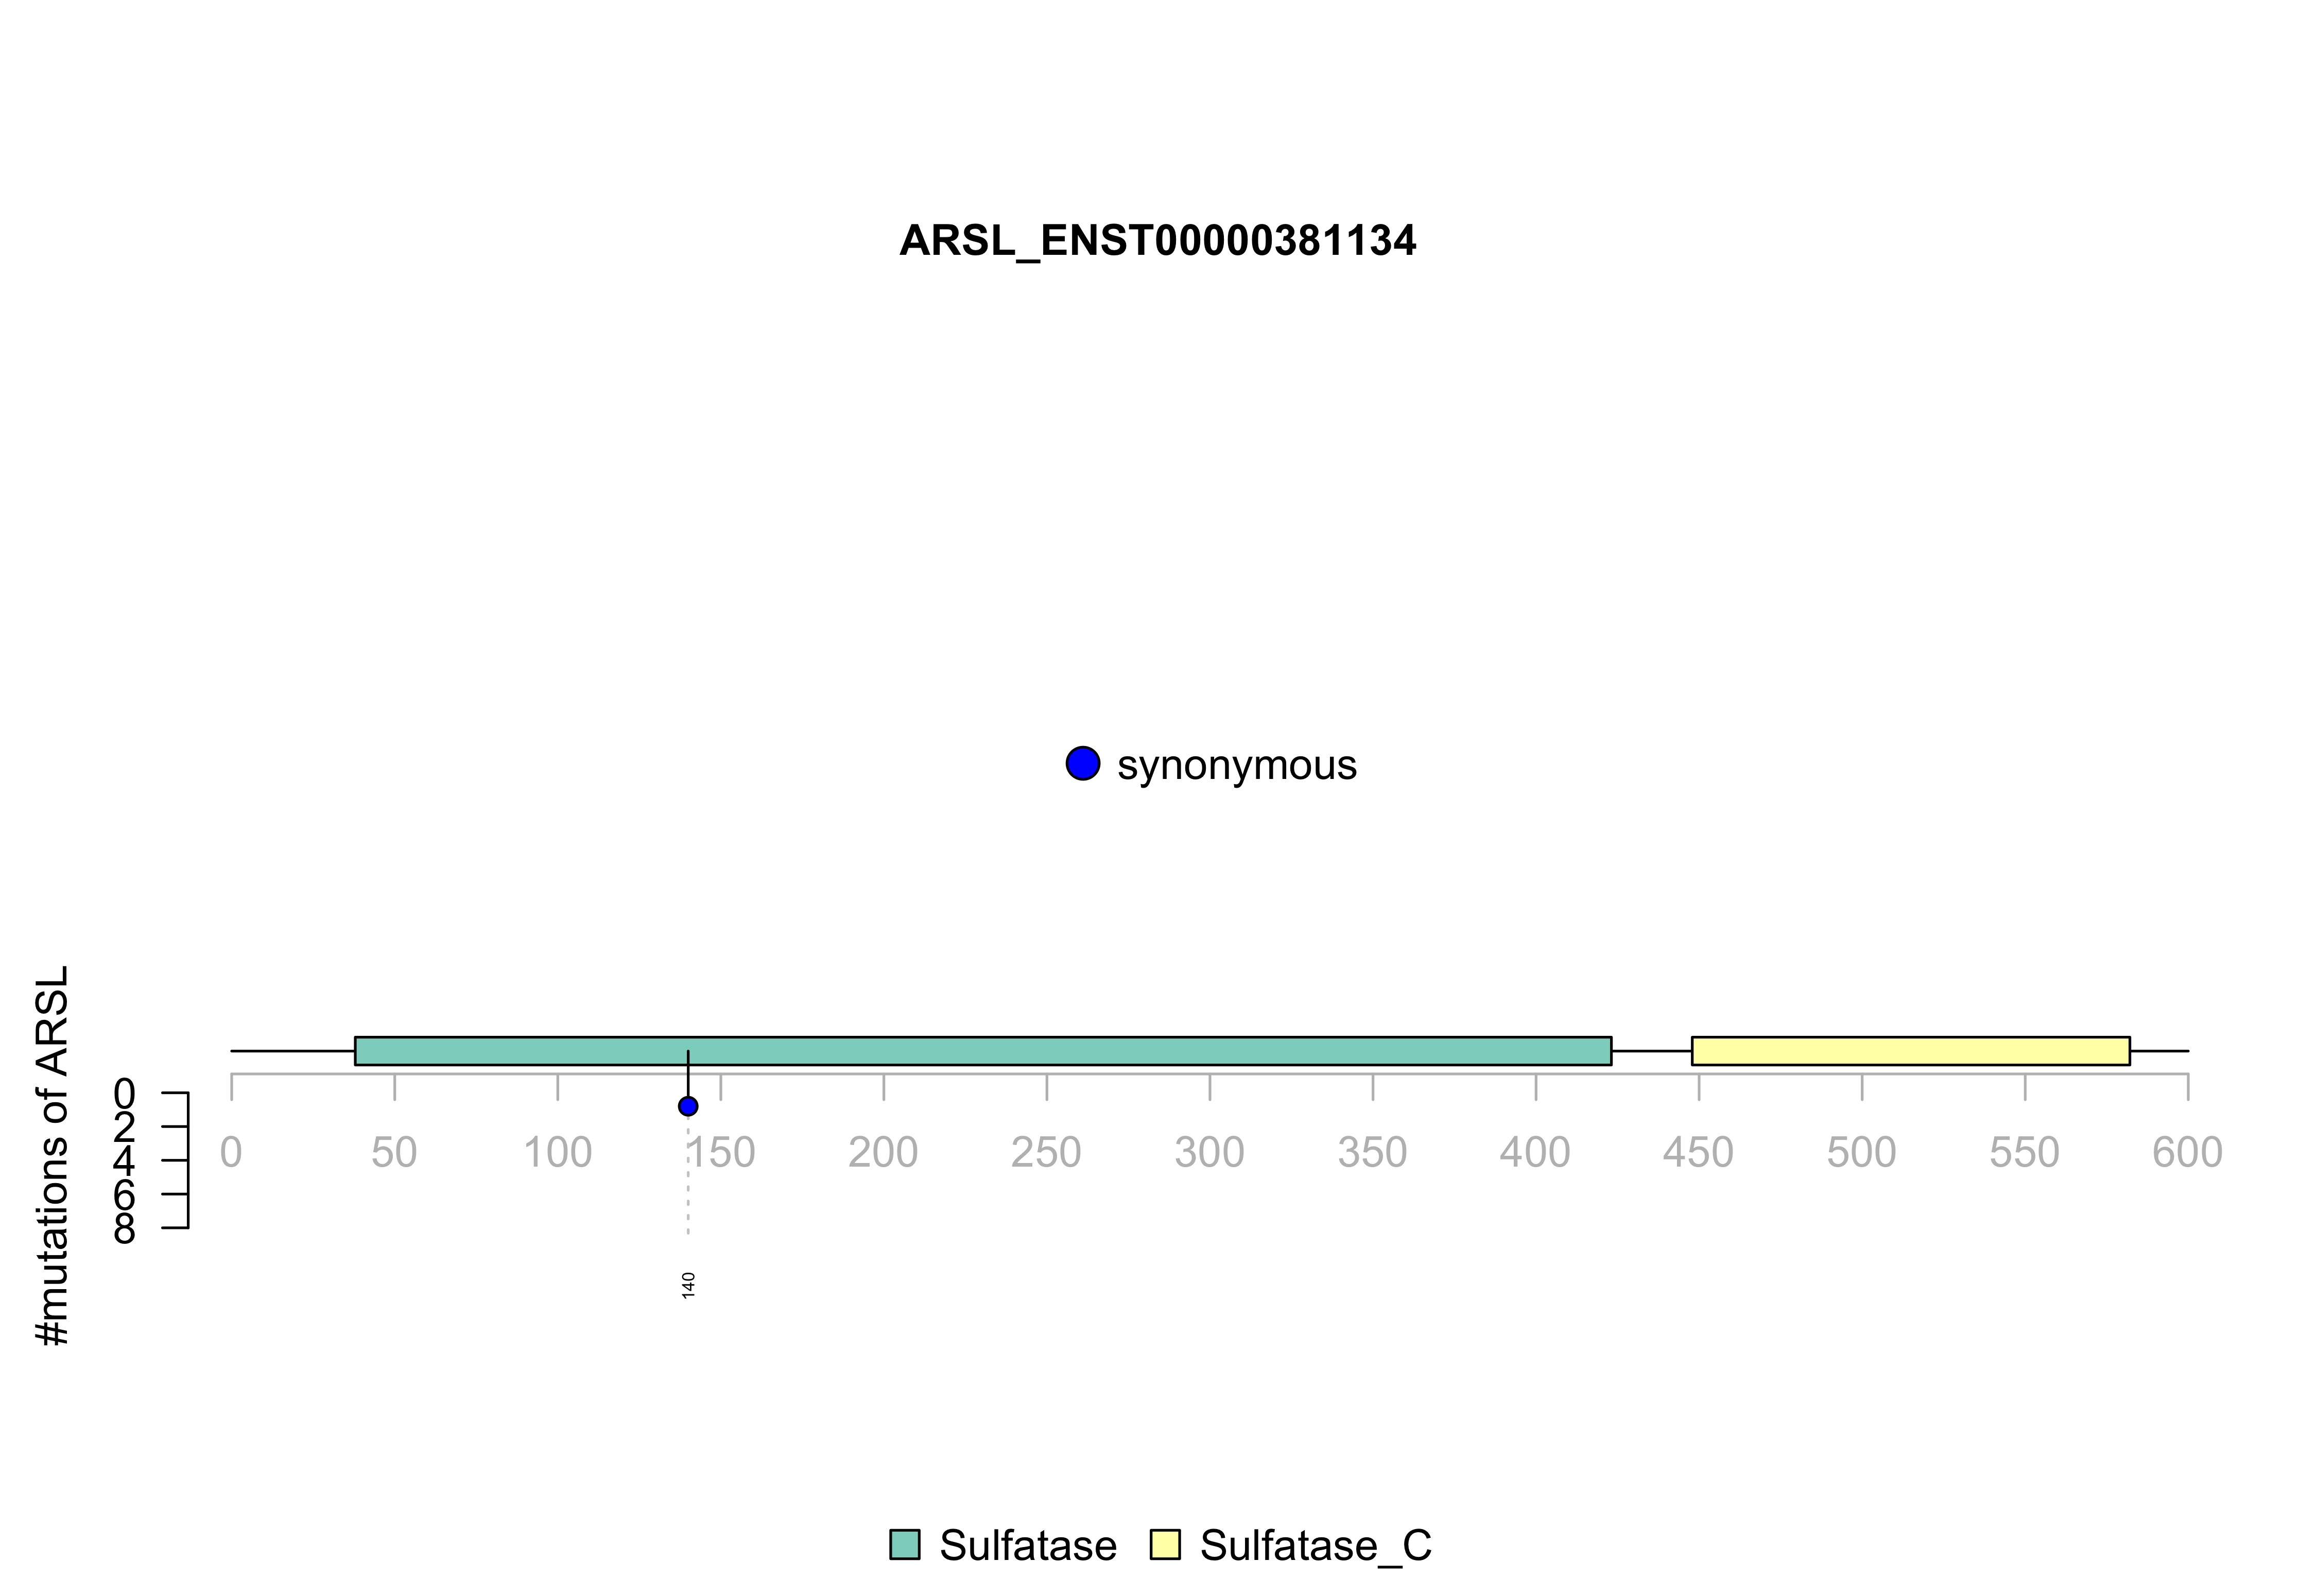 ARSL_ENST00000381134
synonymous
#mutations of ARSL
0
2
4
6
8
0 50 100 150 200 250 300 350 400 450 500 550 600
140
Sulfatase Sulfatase_C